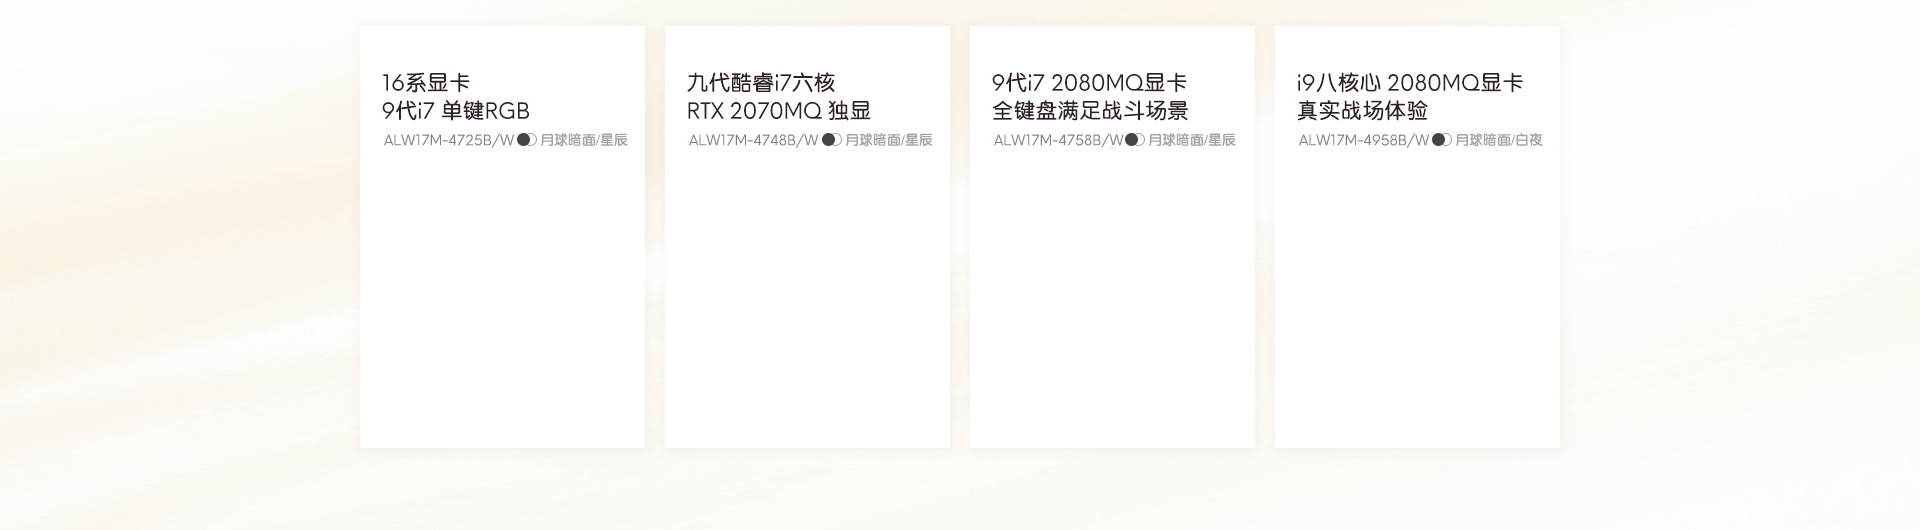 16系显卡
9代i7 单键RGB
ALW17M-4725B/W 月球暗面/星辰
九代酷睿i7六核
RTX 2070MQ 独显
ALW17M-4748B/W 月球暗面/星辰
9代i7 2080MQ显卡
全键盘满足战斗场景
ALW17M-4758B/W 月球暗面/星辰
i9八核心 2080MQ显卡
真实战场体验
ALW17M-4958B/W 月球暗面/白夜